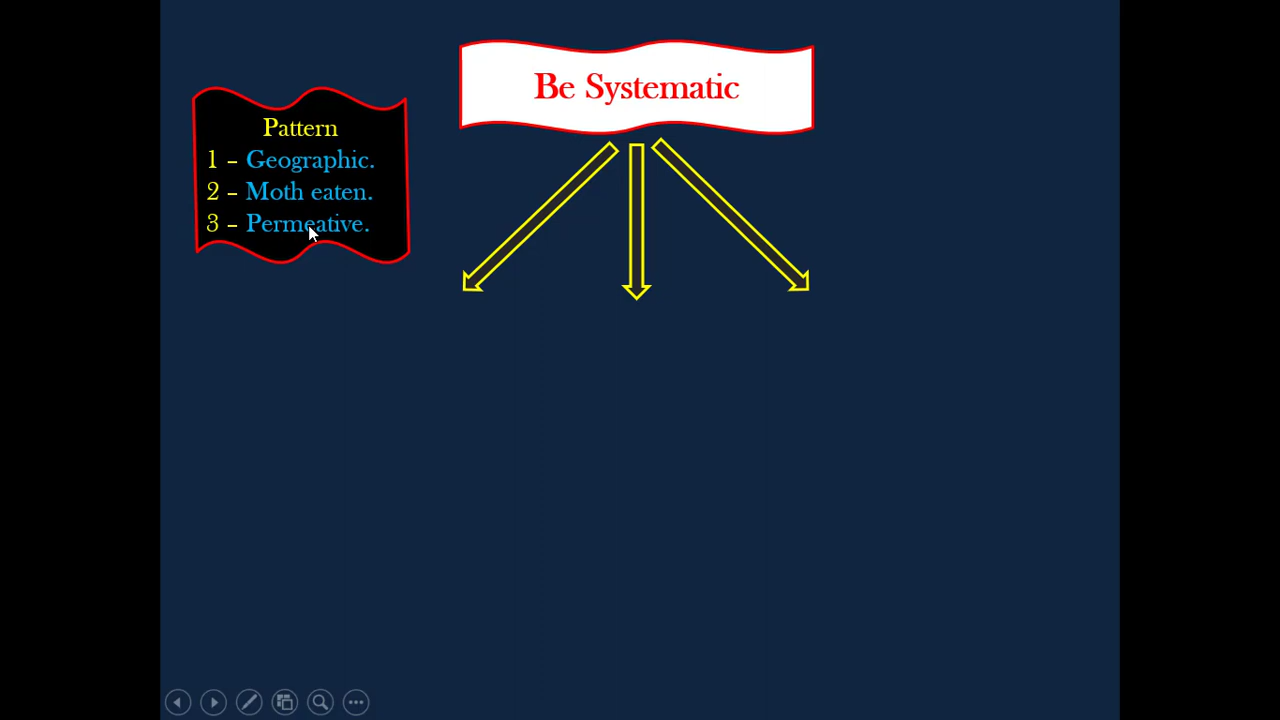 Be Systematic
Pattern
1 – Geographic.
2 – Moth eaten.
3 – Permeative.